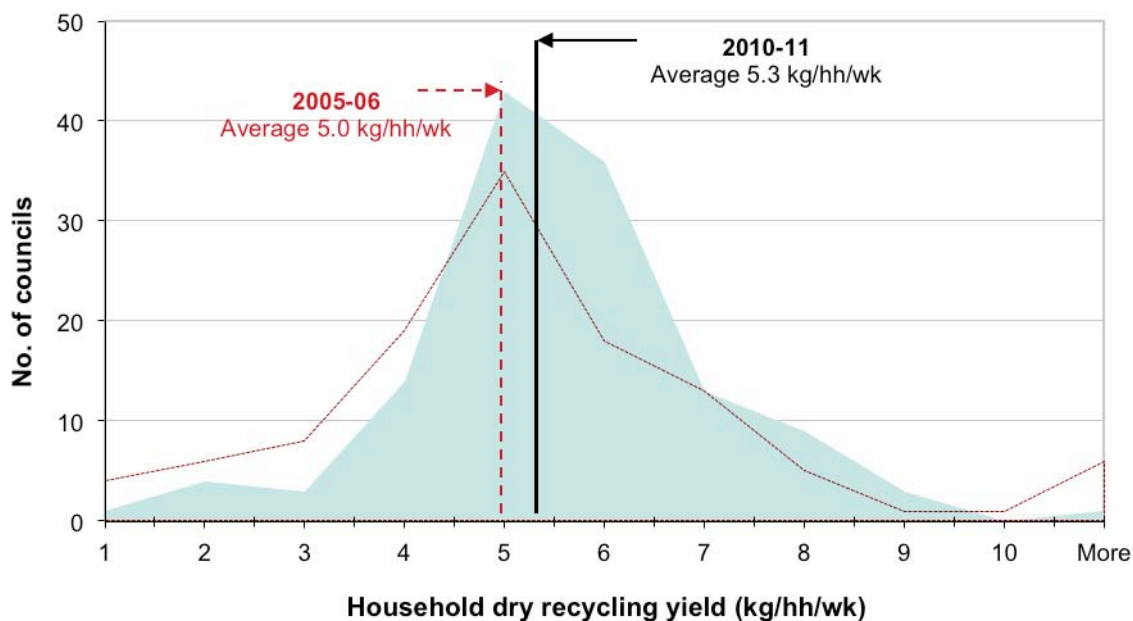 50
40
30
20
10
0
No. of councils
2005-06
Average 5.0 kg/hh/wk
2010-11
Average 5.3 kg/hh/wk
1 2 3 4 5 6 7 8 9 10 More
Household dry recycling yield (kg/hh/wk)